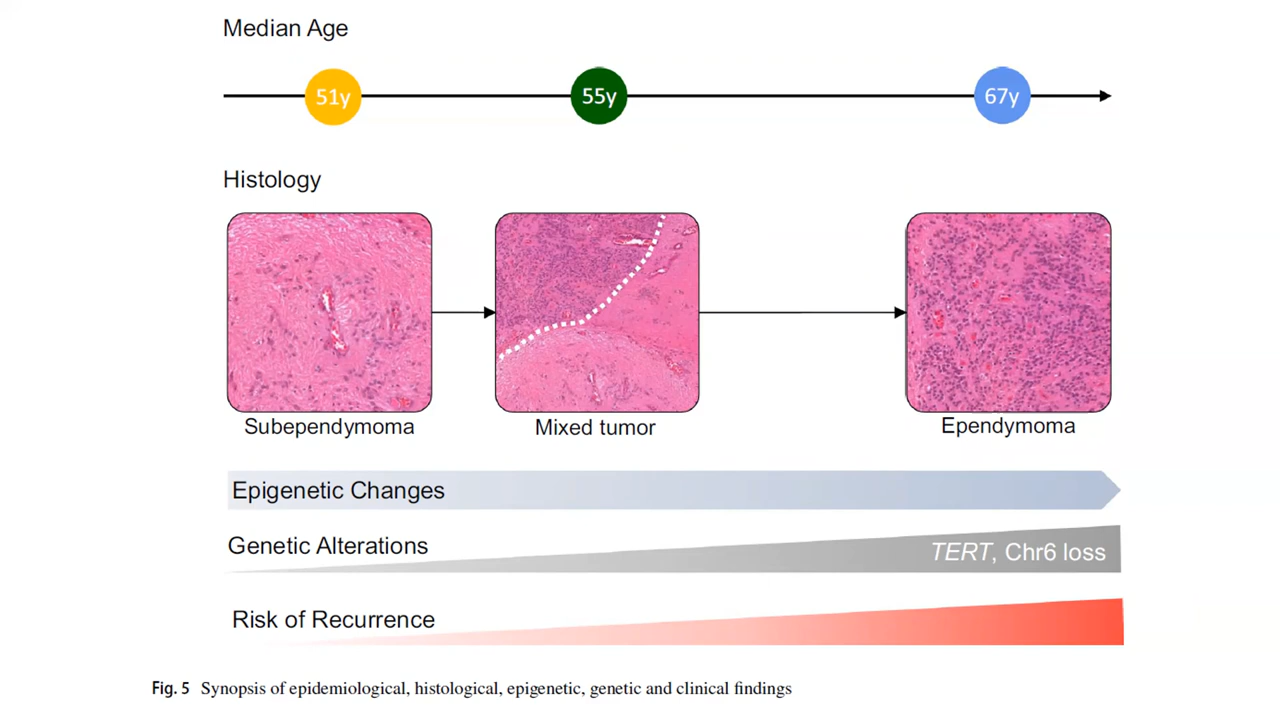 Median Age
51y
55y
67y
Histology
Subependymoma
Mixed tumor
Ependymoma
Epigenetic Changes
Genetic Alterations
TERT, Chr6 loss
Risk of Recurrence
Fig. 5 Synopsis of epidemiological, histological, epigenetic, genetic and clinical findings